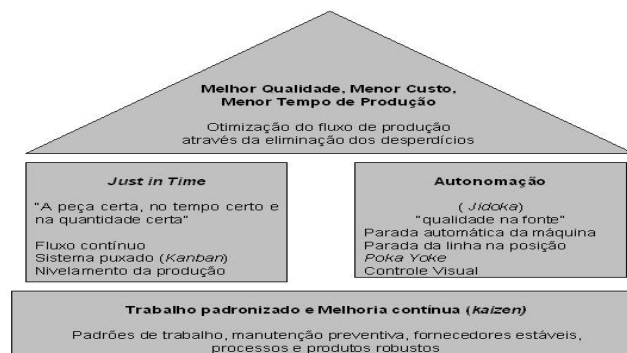 Melhor Qualidade, Menor Custo,
Menor Tempo de Produção
Otimização do fluxo de produção
através da eliminação dos desperdícios
Just in Time
"A peça certa, no tempo certo e
na quantidade certa"
Fluxo contínuo
Sistema puxado (Kanban)
Nivelamento da produção
Autonomação
(Jidoka)
"qualidade na fonte"
Parada automática da máquina
Parada da linha na posição
Poka Yoke
Controle Visual
Trabalho padronizado e Melhoria contínua (kaizen)
Padrões de trabalho, manutenção preventiva, fornecedores estáveis,
processos e produtos robustos